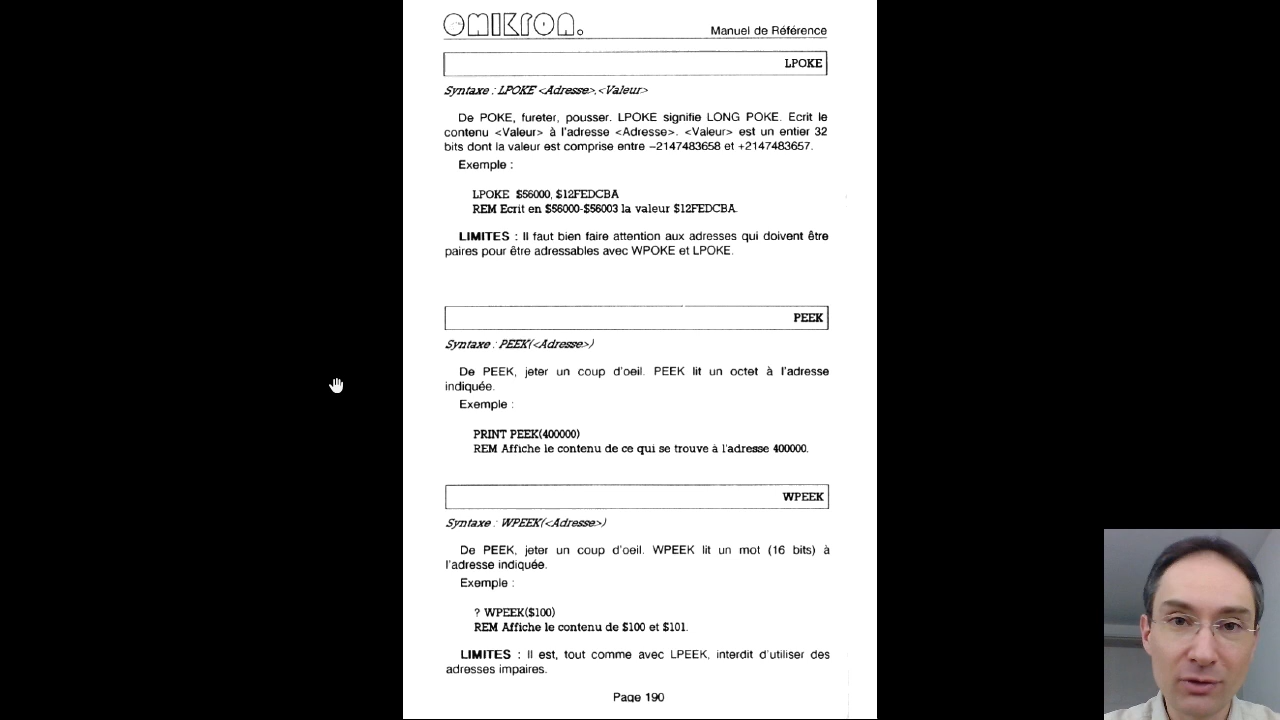 OMIKRON.
Manuel de Référence
LPOKE
Syntaxe : LPOKE <Adresse>,<Valeur>
De POKE, fureter, pousser. LPOKE signifie LONG POKE. Ecrit le
contenu <Valeur> à l'adresse <Adresse>. <Valeur> est un entier 32
bits dont la valeur est comprise entre −2147483658 et +2147483657.
Exemple :
LPOKE $56000, $12FEDCBA
REM Ecrit en $56000-$56003 la valeur $12FEDCBA.
LIMITES : Il faut bien faire attention aux adresses qui doivent être
paires pour être adressables avec WPOKE et LPOKE.
PEEK
Syntaxe : PEEK(<Adresse>)
De PEEK, jeter un coup d'oeil. PEEK lit un octet à l'adresse
indiquée.
Exemple :
PRINT PEEK(400000)
REM Affiche le contenu de ce qui se trouve à l'adresse 400000.
WPEEK
Syntaxe : WPEEK(<Adresse>)
De PEEK, jeter un coup d'oeil. WPEEK lit un mot (16 bits) à
l'adresse indiquée.
Exemple :
? WPEEK($100)
REM Affiche le contenu de $100 et $101.
LIMITES : Il est, tout comme avec LPEEK, interdit d'utiliser des
adresses impaires.
Page 190